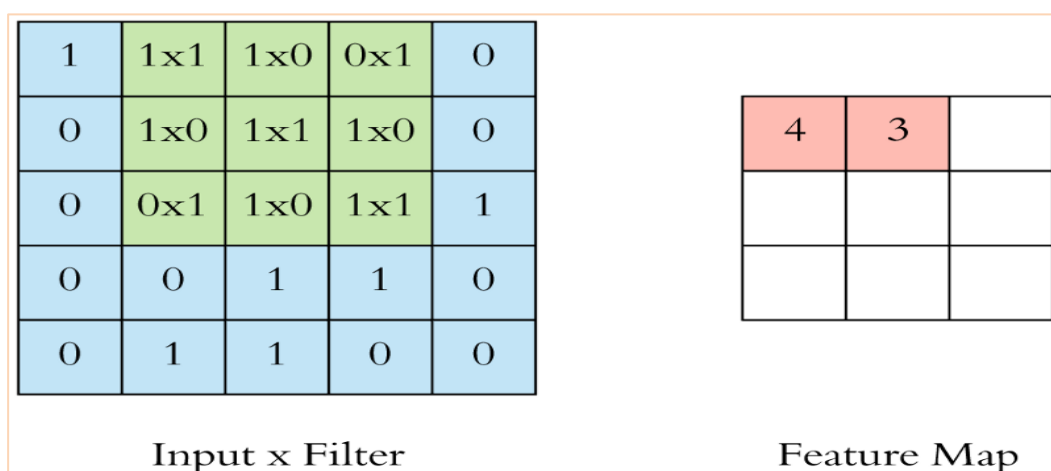 1 1x1 1x0 0x1 0
0 1x0 1x1 1x0 0
4 3
0 0x1 1x0 1x1 1
0 0 1 1 0
0 1 1 0 0
Input x Filter
Feature Map